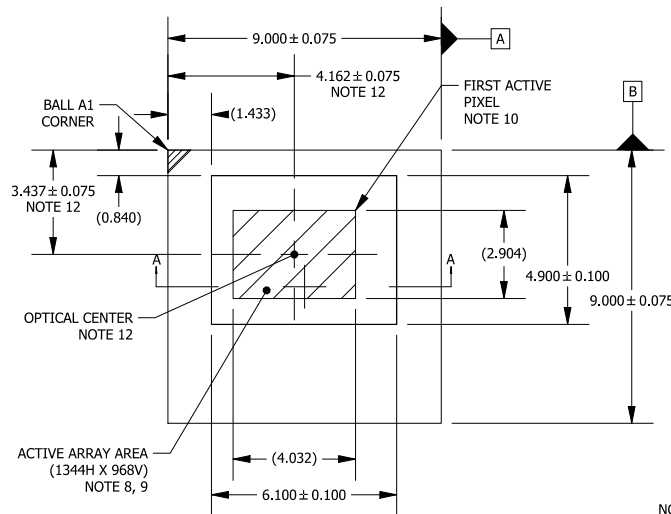 9.000 ± 0.075
A
4.162 ± 0.075
NOTE 12
FIRST ACTIVE
PIXEL
NOTE 10
BALL A1
CORNER
(1.433)
B
3.437 ± 0.075
NOTE 12
(0.840)
A
A
(2.904)
4.900 ± 0.100
9.000 ± 0.075
OPTICAL CENTER
NOTE 12
ACTIVE ARRAY AREA
(1344H X 968V)
NOTE 8, 9
(4.032)
6.100 ± 0.100
NO